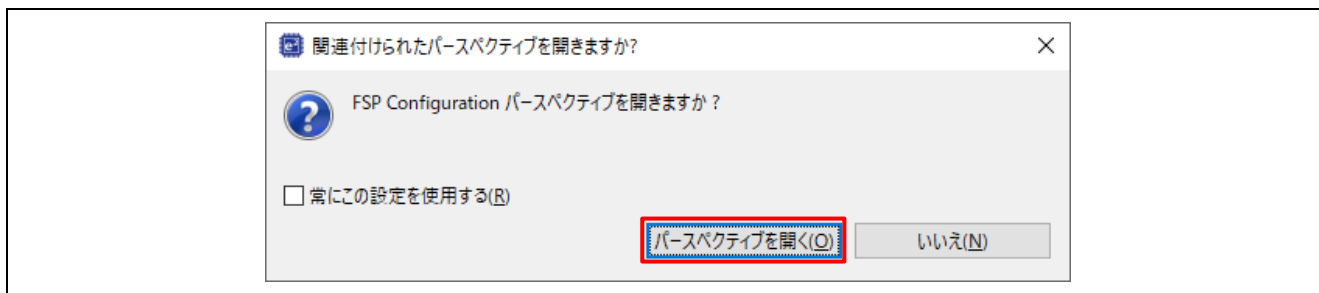 関連付けられたパースペクティブを開きますか?
FSP Configuration パースペクティブを開きますか ?
常にこの設定を使用する(R)
パースペクティブを開く(O) いいえ(N)